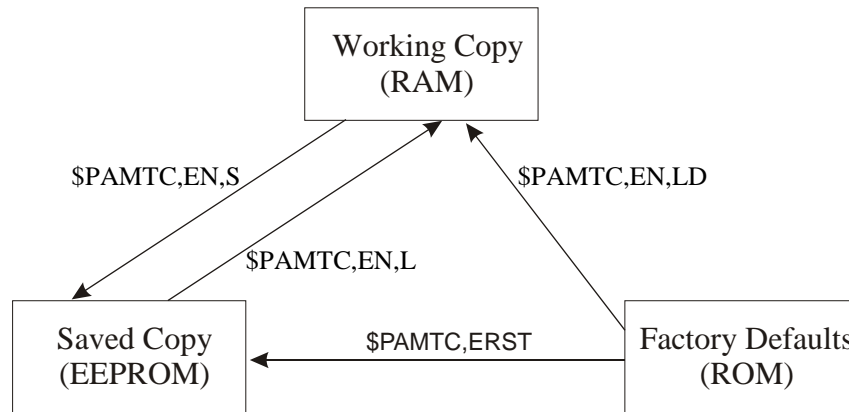 Working Copy
(RAM)
$PAMTC,EN,S
$PAMTC,EN,LD
$PAMTC,EN,L
Saved Copy
(EEPROM)
$PAMTC,ERST
Factory Defaults
(ROM)